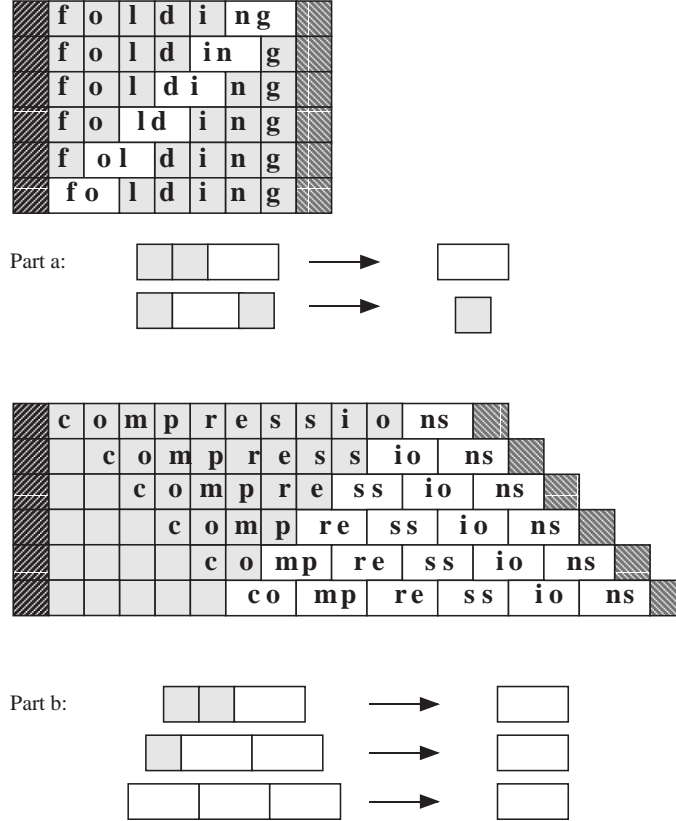 f o l d i ng
f o l d in g
f o l di n g
f o ld i n g
f ol d i n g
fo l d i n g
Part a:
c o m p r e s s i o ns
c o m p r e s s io ns
c o m p r e ss io ns
c o m p re ss io ns
c o mp re ss io ns
co mp re ss io ns
Part b: